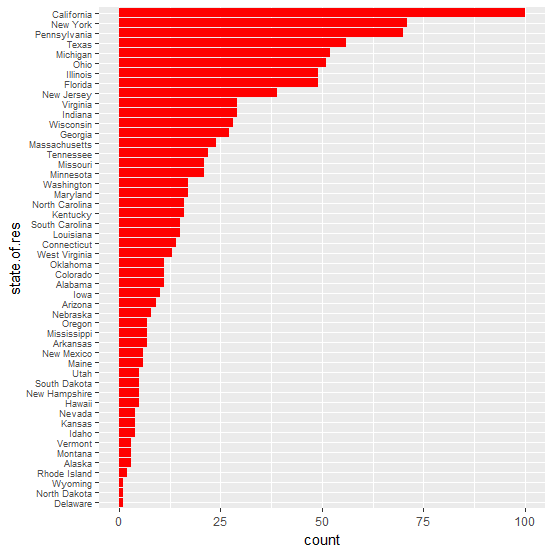 California
New York
Pennsylvania
Texas
Michigan
Ohio
Illinois
Florida
New Jersey
Virginia
Indiana
Wisconsin
Georgia
Massachusetts
Tennessee
Missouri
Minnesota
Washington
Maryland
North Carolina
Kentucky
South Carolina
Louisiana
Connecticut
West Virginia
Oklahoma
Colorado
Alabama
Iowa
Arizona
Nebraska
Oregon
Mississippi
Arkansas
New Mexico
Maine
Utah
South Dakota
New Hampshire
Hawaii
Nevada
Kansas
Idaho
Vermont
Montana
Alaska
Rhode Island
Wyoming
North Dakota
Delaware
state.of.res
0 25 50 75 100
count